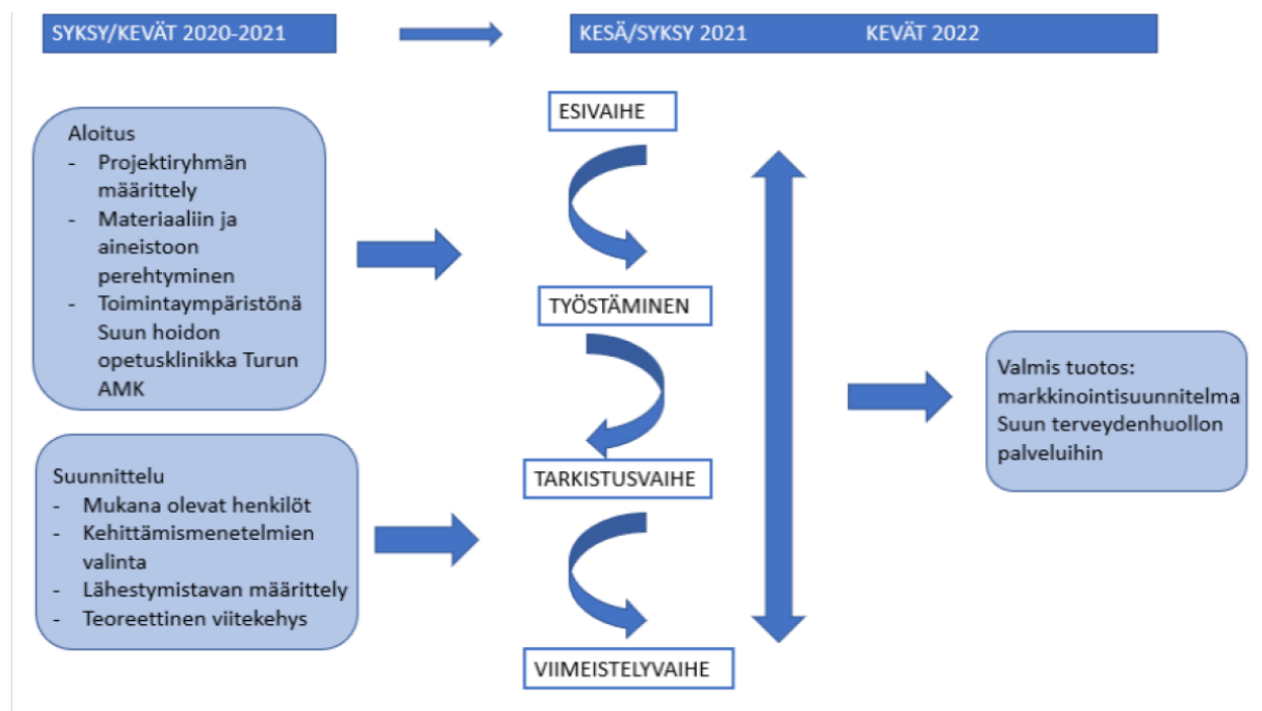 SYKSY/KEVÄT 2020-2021
KESÄ/SYKSY 2021
KEVÄT 2022
Aloitus
- Projektiryhmän
määrittely
- Materiaaliin ja
aineistoon
perehtyminen
- Toimintaympäristönä
Suun hoidon
opetusklinikka Turun
AMK
Suunnittelu
- Mukana olevat henkilöt
- Kehittämismenetelmien
valinta
- Lähestymistavan määrittely
- Teoreettinen viitekehys
ESIVAIHE
TYÖSTÄMINEN
TARKISTUSVAIHE
VIIMEISTELYVAIHE
Valmis tuotos:
markkinointisuunnitelma
Suun terveydenhuollon
palveluihin